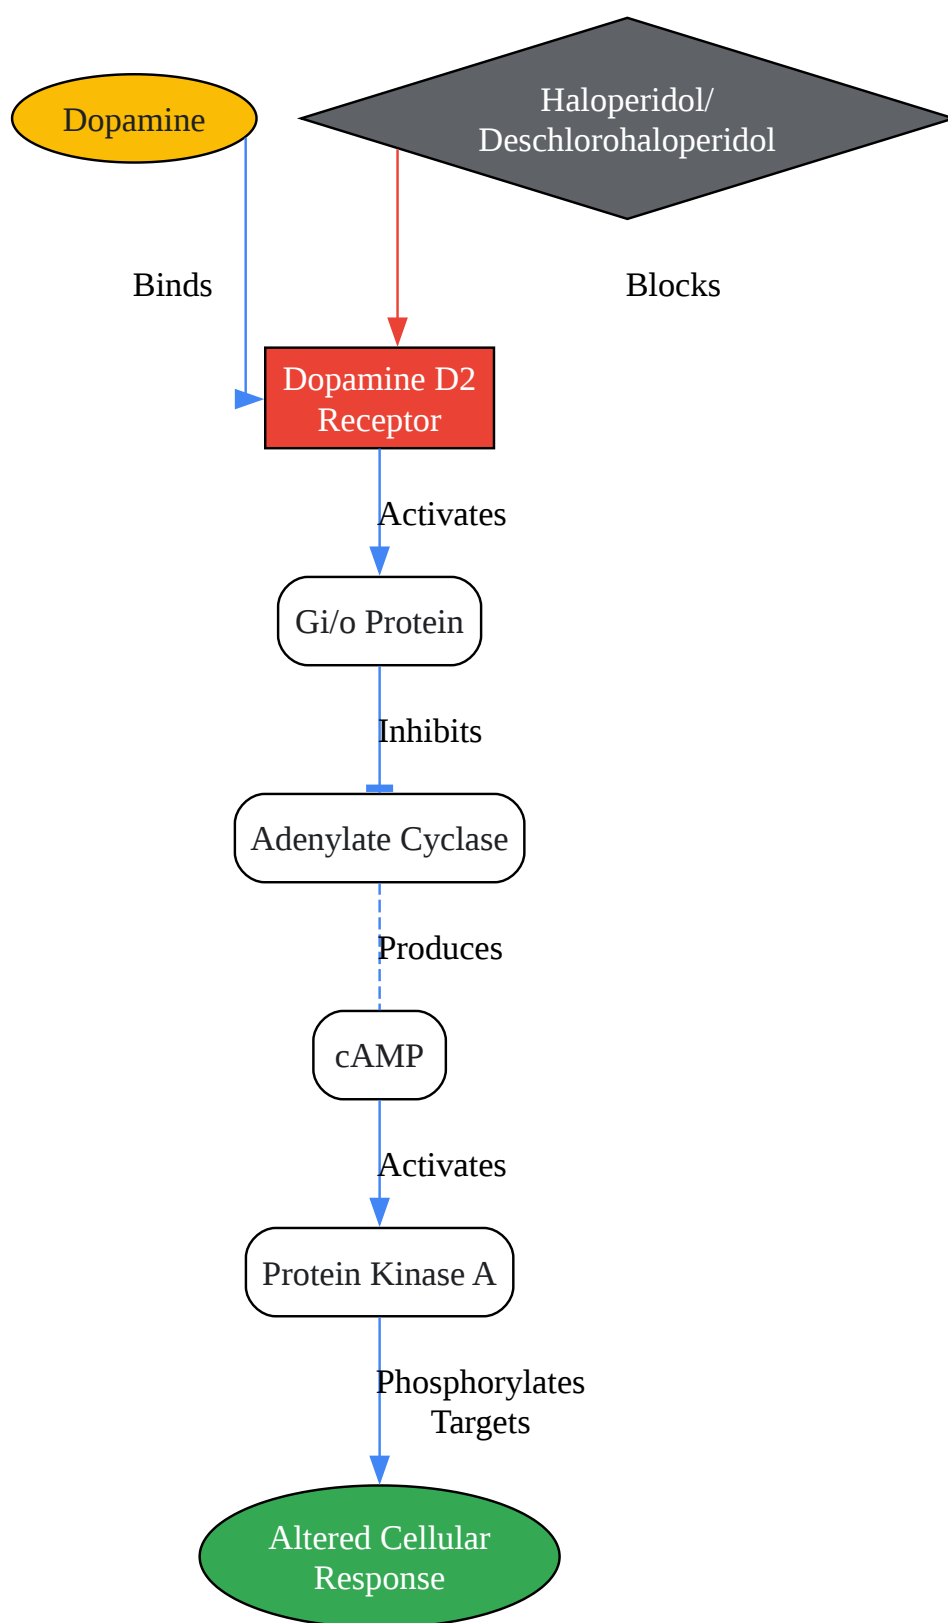 Dopamine
Haloperidol/
Deschlorohaloperidol
Binds
Blocks
Dopamine D2
Receptor
Activates
Gi/o Protein
Inhibits
Adenylate Cyclase
Produces
cAMP
Activates
Protein Kinase A
Phosphorylates
Targets
Altered Cellular
Response